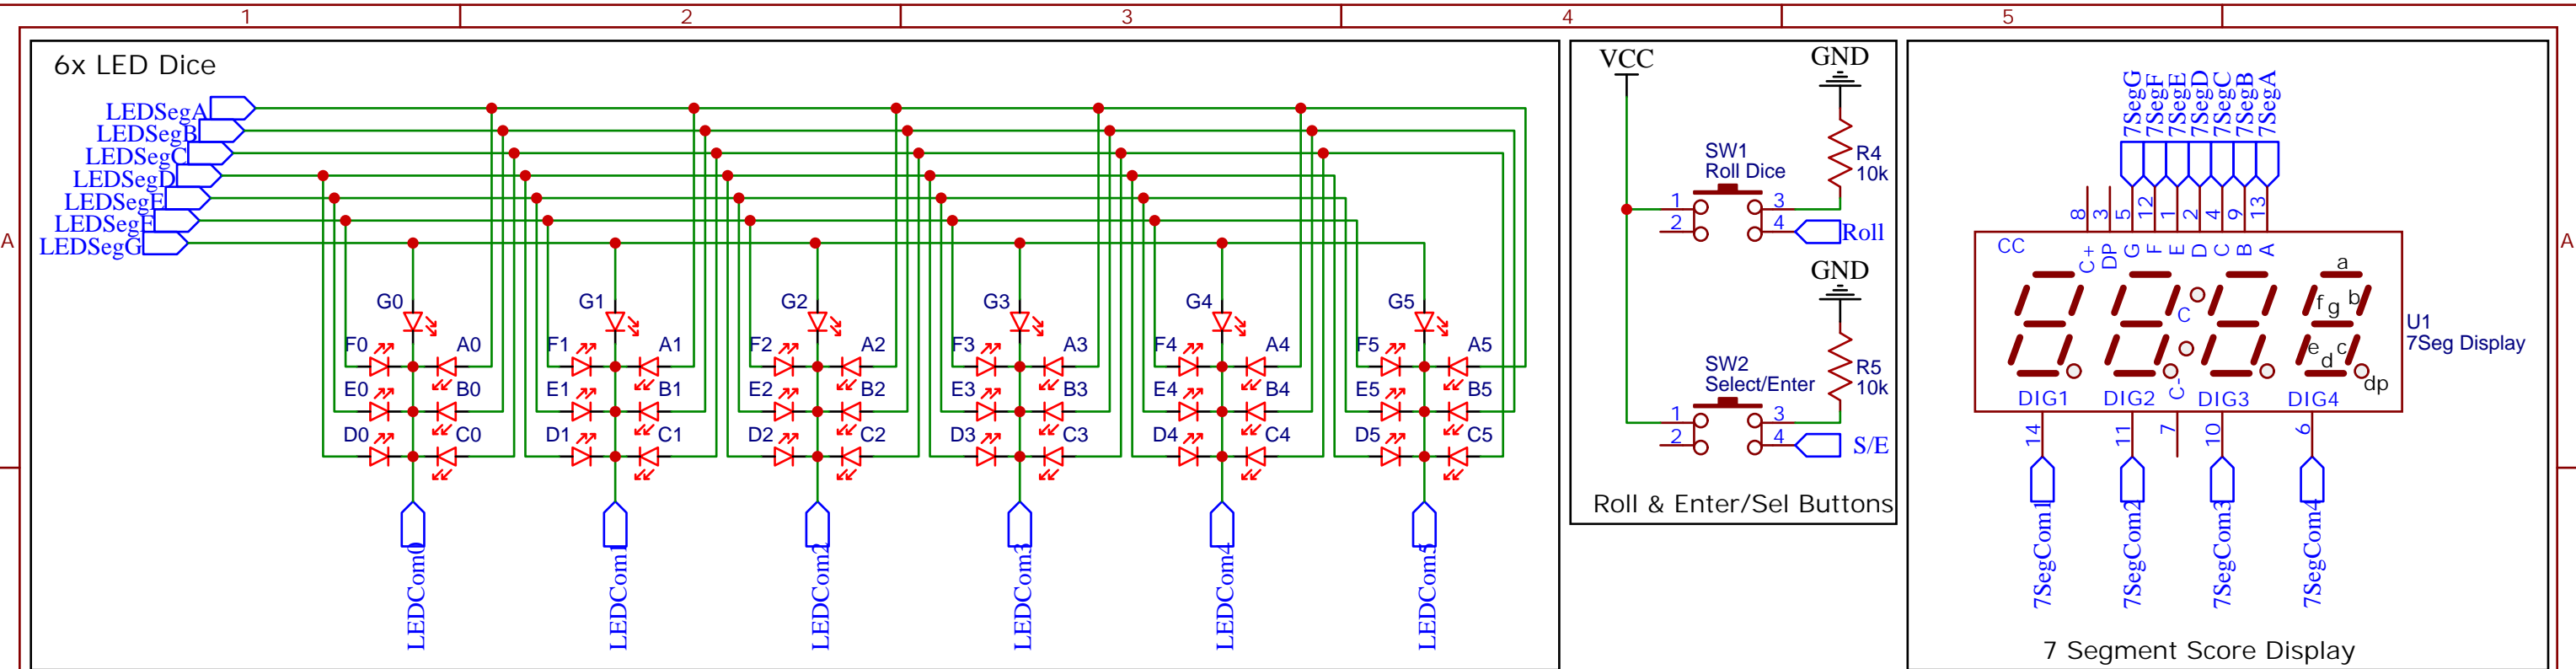 1 2 3 4 5
A A
6x LED Dice
LEDSegA
LEDSegB
LEDSegC
LEDSegD
LEDSegE
LEDSegF
LEDSegG
G0 G1 G2 G3 G4 G5
F0 A0 F1 A1 F2 A2 F3 A3 F4 A4 F5 A5
E0 B0 E1 B1 E2 B2 E3 B3 E4 B4 E5 B5
D0 C0 D1 C1 D2 C2 D3 C3 D4 C4 D5 C5
LEDCom0
LEDCom1
LEDCom2
LEDCom3
LEDCom4
LEDCom5
VCC
GND
R4
10k
SW1
Roll Dice
1 3
2 4
Roll
GND
R5
10k
SW2
Select/Enter
1 3
2 4
S/E
Roll & Enter/Sel Buttons
7SegG
7SegF
7SegE
7SegD
7SegC
7SegB
7SegA
8 3 5 12 1 2 4 9 13
CC
C+ DP G F E D C B A
a
f g b
C
e d c
dp
DIG1 DIG2 C- DIG3 DIG4
U1
7Seg Display
14 11 7 10 6
7SegCom1
7SegCom2
7SegCom3
7SegCom4
7 Segment Score Display